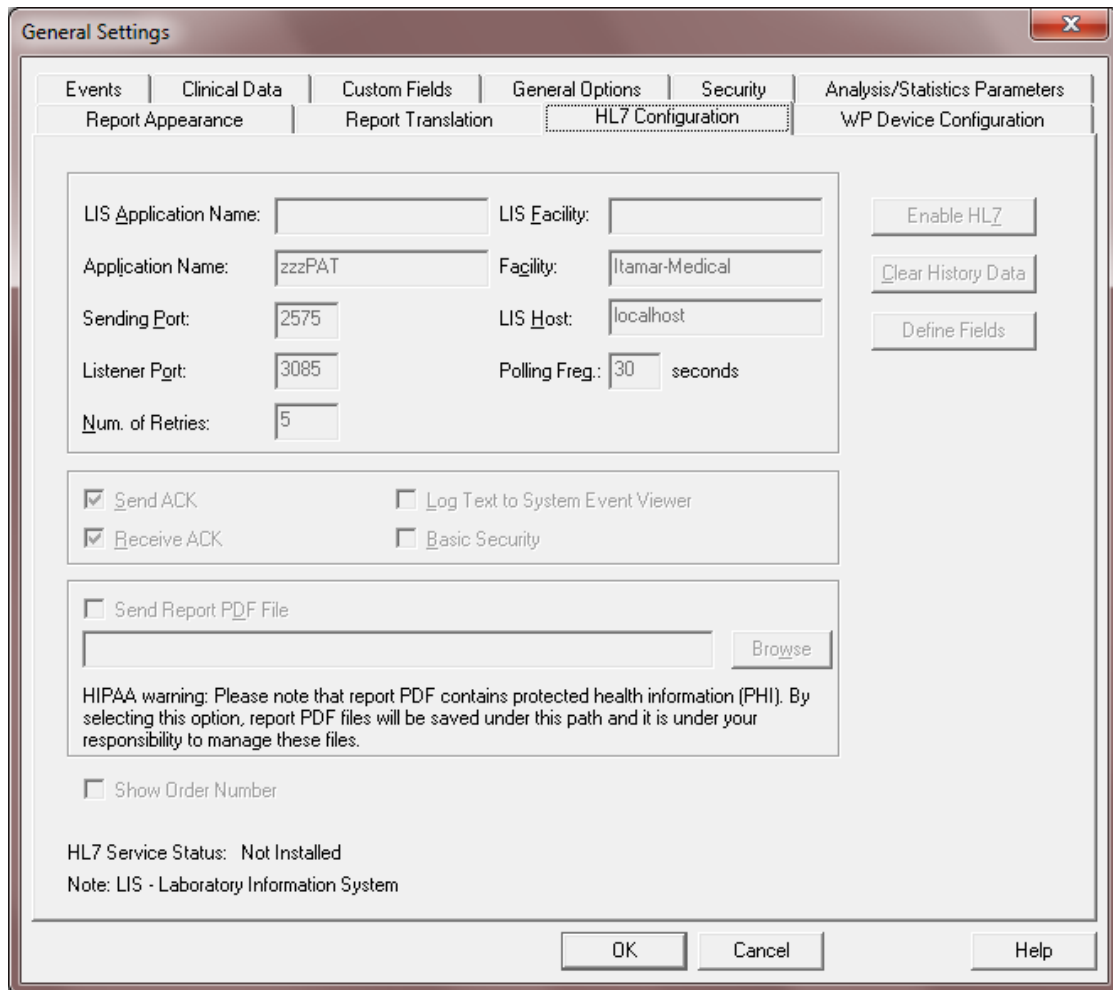 General Settings
Events Clinical Data Custom Fields General Options Security Analysis/Statistics Parameters
Report Appearance Report Translation HL7 Configuration WP Device Configuration
LIS Application Name: LIS Facility: Enable HL7
Application Name: zzzPAT Facility: Itamar-Medical Clear History Data
Sending Port: 2575 LIS Host: localhost Define Fields
Listener Port: 3085 Polling Freq.: 30 seconds
Num. of Retries: 5
Send ACK Log Text to System Event Viewer
Receive ACK Basic Security
Send Report PDF File
Browse
HIPAA warning: Please note that report PDF contains protected health information (PHI). By
selecting this option, report PDF files will be saved under this path and it is under your
responsibility to manage these files.
Show Order Number
HL7 Service Status: Not Installed
Note: LIS - Laboratory Information System
OK Cancel Help